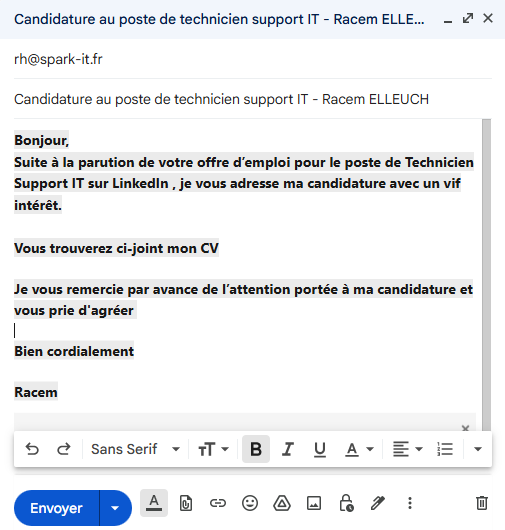 Candidature au poste de technicien support IT - Racem ELLE...
rh@spark-it.fr
Candidature au poste de technicien support IT - Racem ELLEUCH
Bonjour,
Suite à la parution de votre offre d’emploi pour le poste de Technicien
Support IT sur LinkedIn , je vous adresse ma candidature avec un vif
intérêt.
Vous trouverez ci-joint mon CV
Je vous remercie par avance de l’attention portée à ma candidature et
vous prie d'agréer
Bien cordialement
Racem
Sans Serif
Envoyer